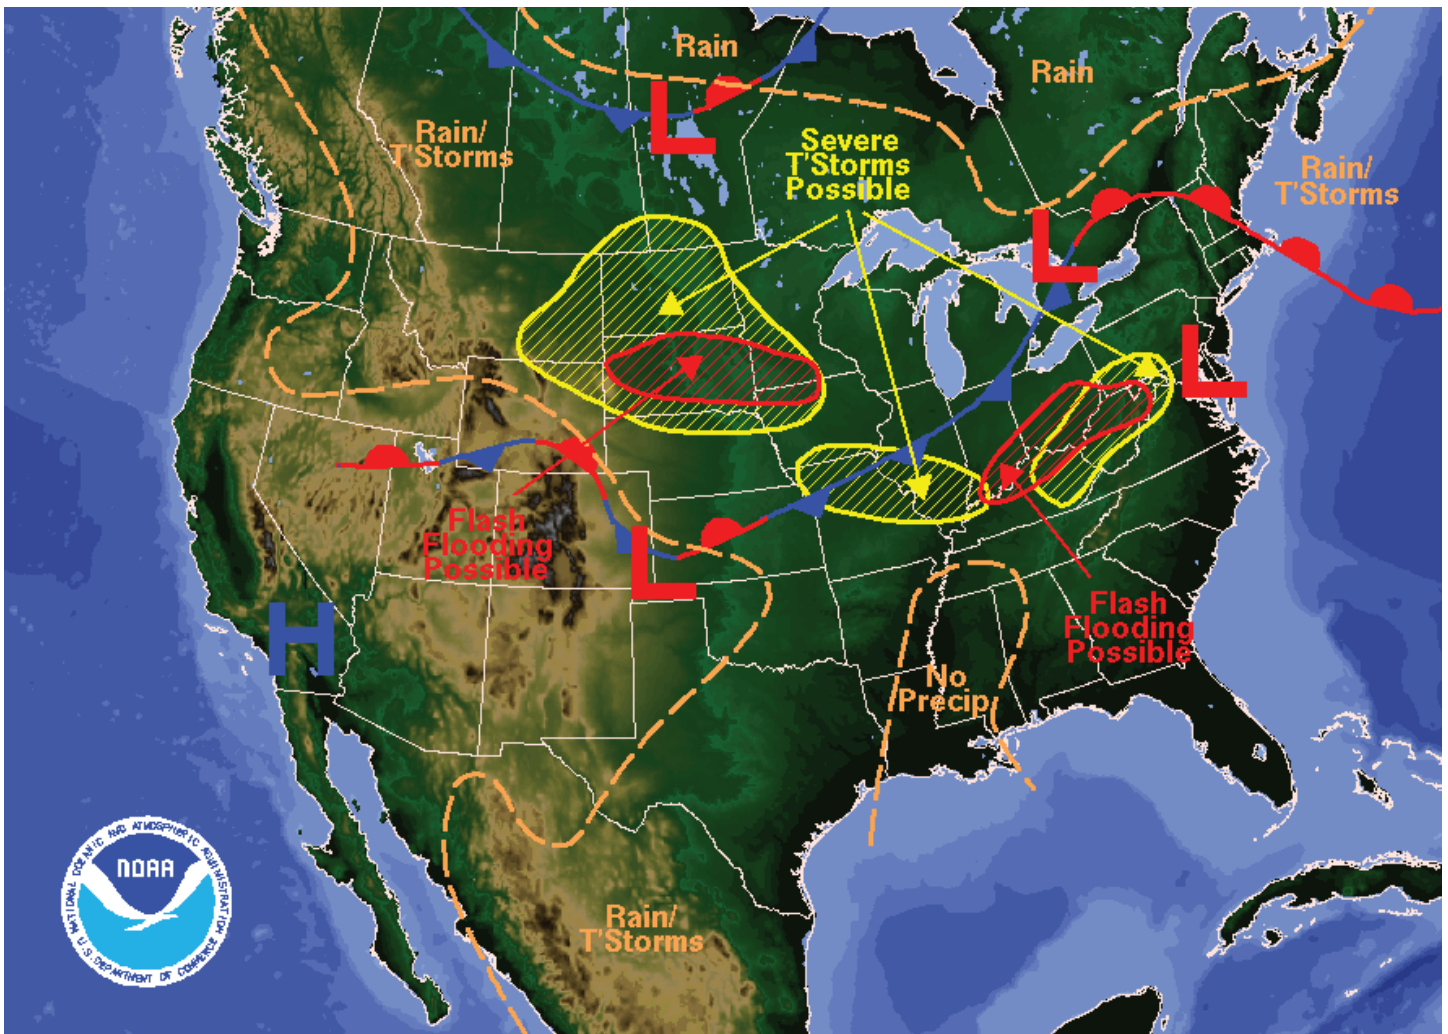 Rain
Rain
Rain/
T'Storms
Severe
T'Storms
Possible
Rain/
T'Storms
L
L
L
Flash
Flooding
Possible
L
H
Flash
Flooding
Possible
No
Precip
Rain/
T'Storms
NATIONAL OCEANIC AND ATMOSPHERIC ADMINISTRATION
NOAA
U.S. DEPARTMENT OF COMMERCE